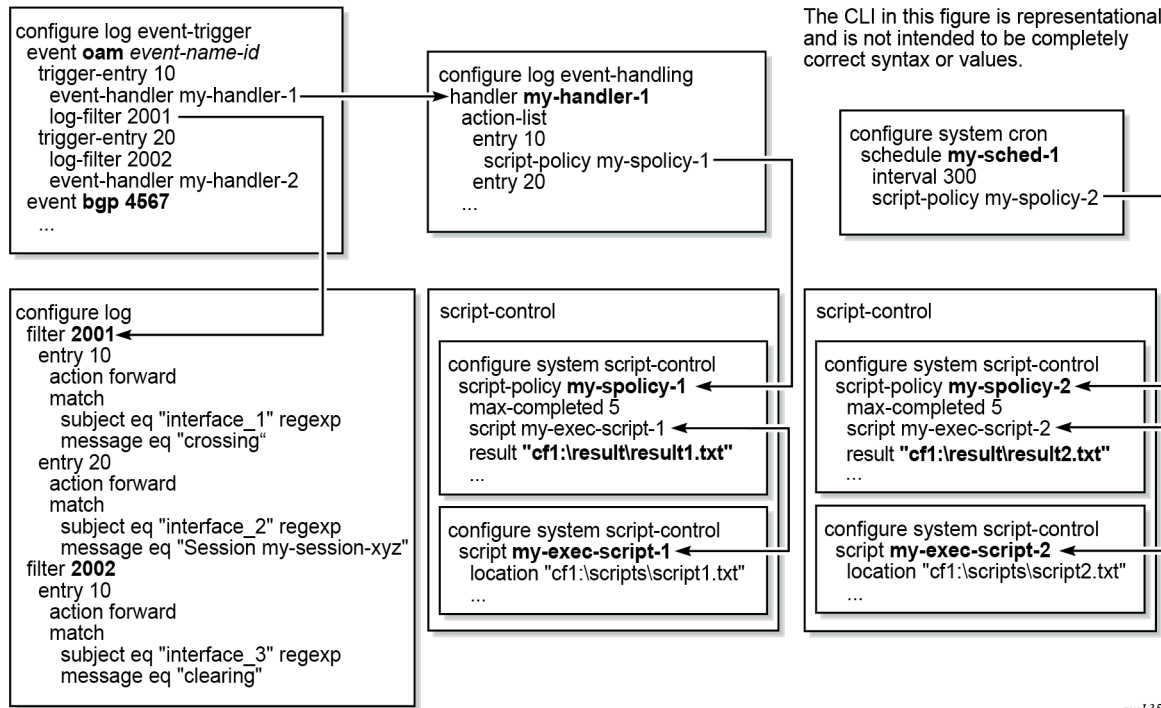 configure log event-trigger
event oam event-name-id
trigger-entry 10
event-handler my-handler-1
log-filter 2001
trigger-entry 20
log-filter 2002
event-handler my-handler-2
event bgp 4567
...
configure log event-handling
handler my-handler-1
action-list
entry 10
script-policy my-spolicy-1
entry 20
...
The CLI in this figure is representational
and is not intended to be completely
correct syntax or values.
configure system cron
schedule my-sched-1
interval 300
script-policy my-spolicy-2
configure log
filter 2001
entry 10
action forward
match
subject eq "interface_1" regexp
message eq "crossing“
entry 20
action forward
match
subject eq "interface_2" regexp
message eq "Session my-session-xyz"
filter 2002
entry 10
action forward
match
subject eq "interface_3" regexp
message eq "clearing"
script-control
configure system script-control
script-policy my-spolicy-1
max-completed 5
script my-exec-script-1
result "cf1:\result\result1.txt"
...
configure system script-control
script my-exec-script-1
location "cf1:\scripts\script1.txt"
...
script-control
configure system script-control
script-policy my-spolicy-2
max-completed 5
script my-exec-script-2
result "cf1:\result\result2.txt"
...
configure system script-control
script my-exec-script-2
location "cf1:\scripts\script2.txt"
...